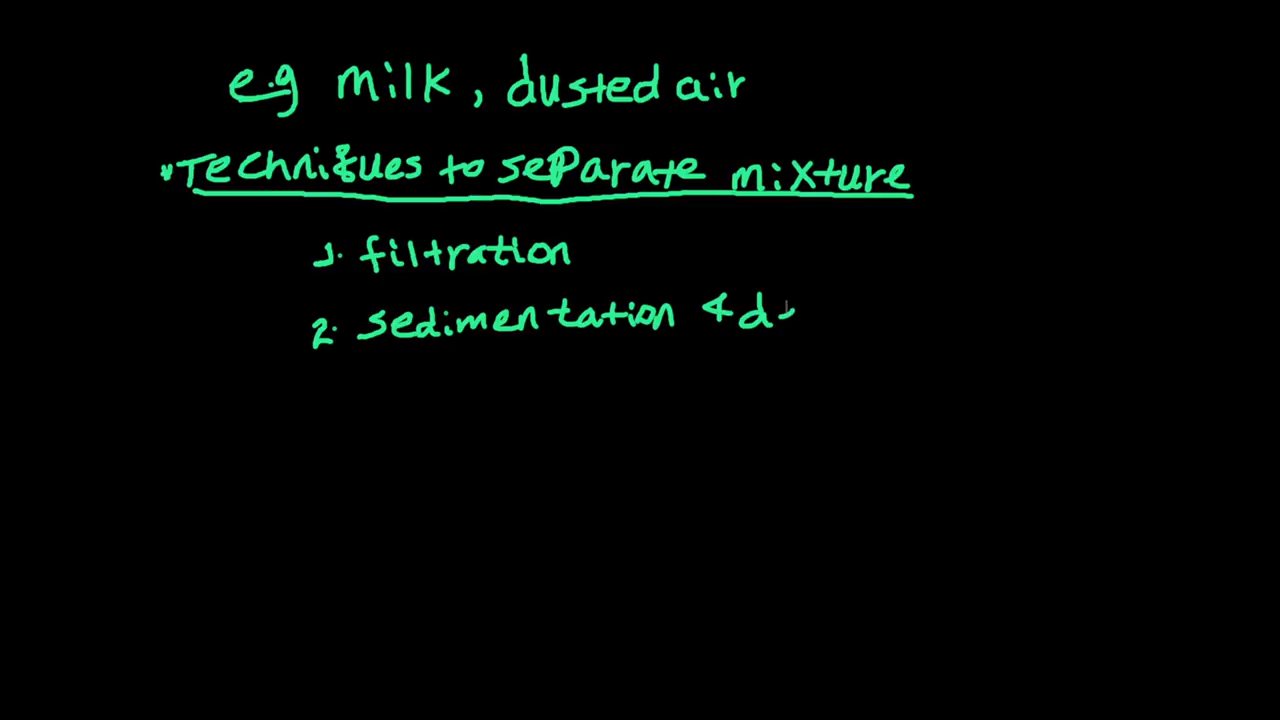 e.g milk, dusted air
*Techniques to separate mixture
1. filtration
2. sedimentation & d